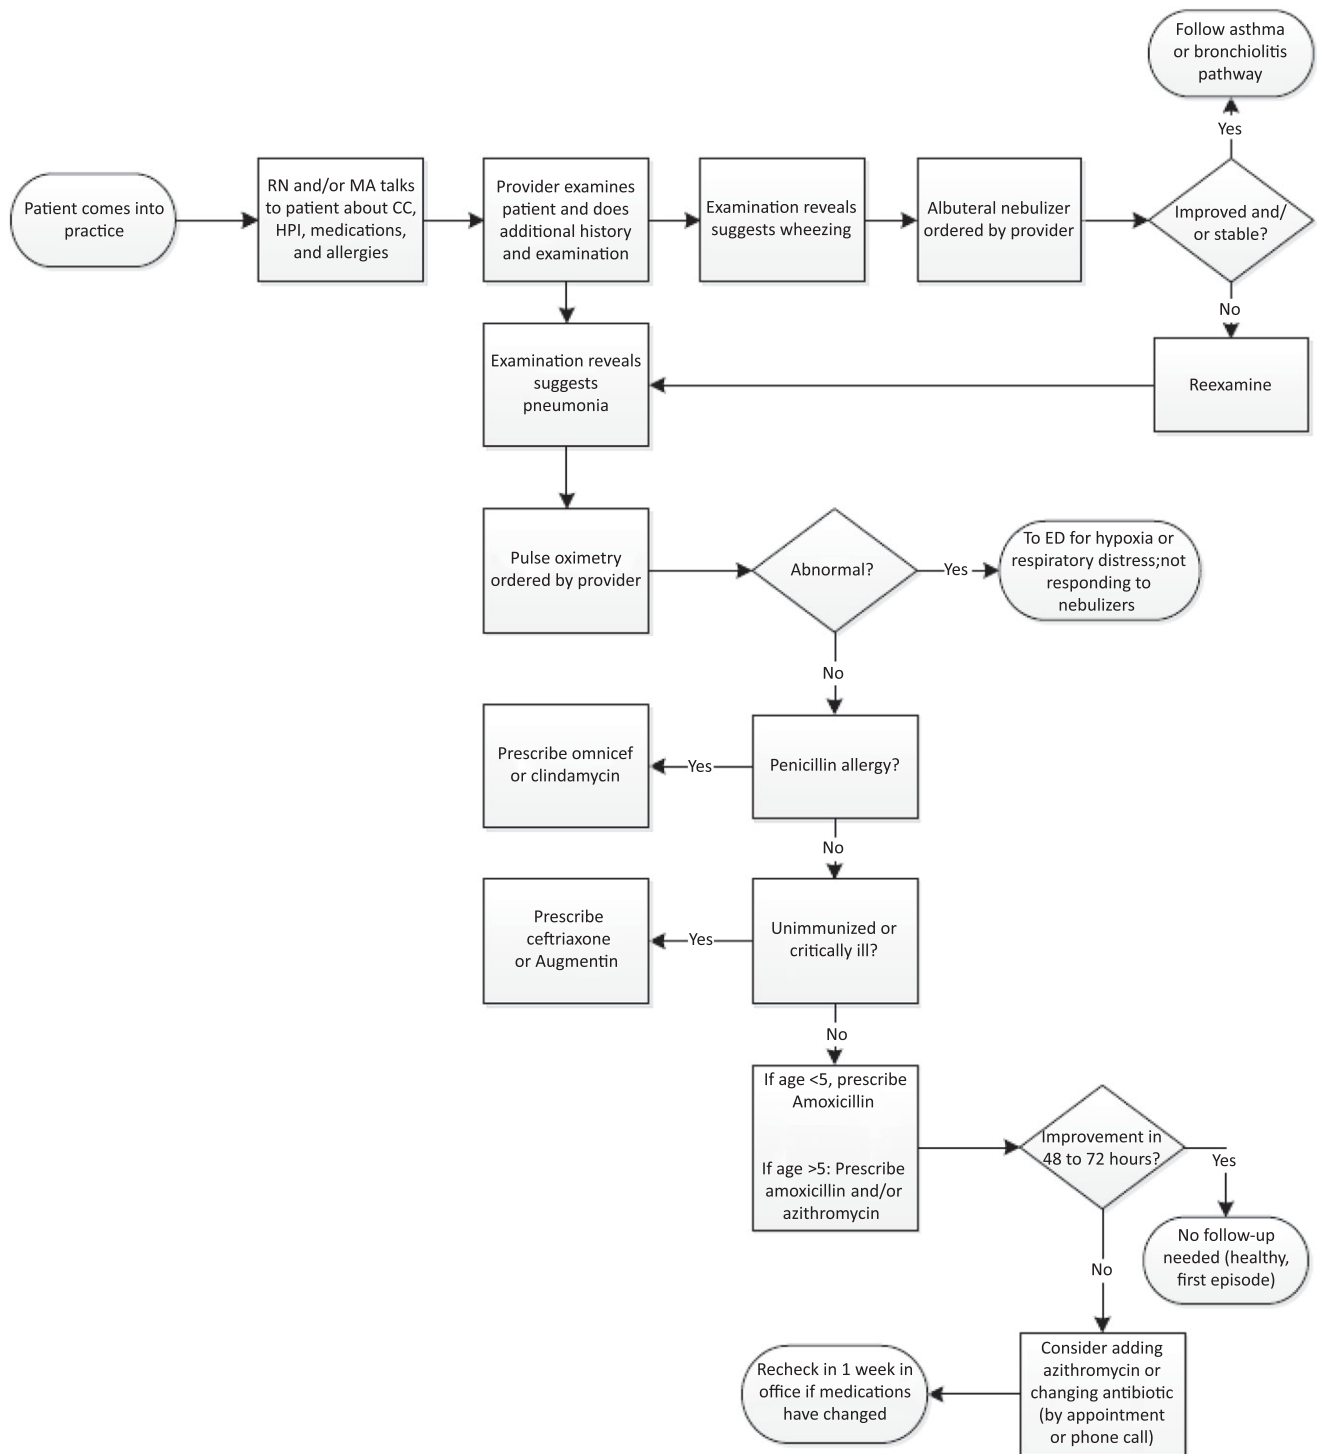 Follow asthma
or bronchiolitis
pathway
Yes
Patient comes into
practice
RN and/or MA talks
to patient about CC,
HPI, medications,
and allergies
Provider examines
patient and does
additional history
and examination
Examination reveals
suggests wheezing
Albuteral nebulizer
ordered by provider
Improved and/
or stable?
No
Reexamine
Examination reveals
suggests
pneumonia
Pulse oximetry
ordered by provider
Abnormal?
Yes
To ED for hypoxia or
respiratory distress;not
responding to
nebulizers
No
Penicillin allergy?
Yes
Prescribe omnicef
or clindamycin
No
Unimmunized or
critically ill?
Yes
Prescribe
ceftriaxone
or Augmentin
No
If age <5, prescribe
Amoxicillin
If age >5: Prescribe
amoxicillin and/or
azithromycin
Improvement in
48 to 72 hours?
Yes
No follow-up
needed (healthy,
first episode)
No
Consider adding
azithromycin or
changing antibiotic
(by appointment
or phone call)
Recheck in 1 week in
office if medications
have changed